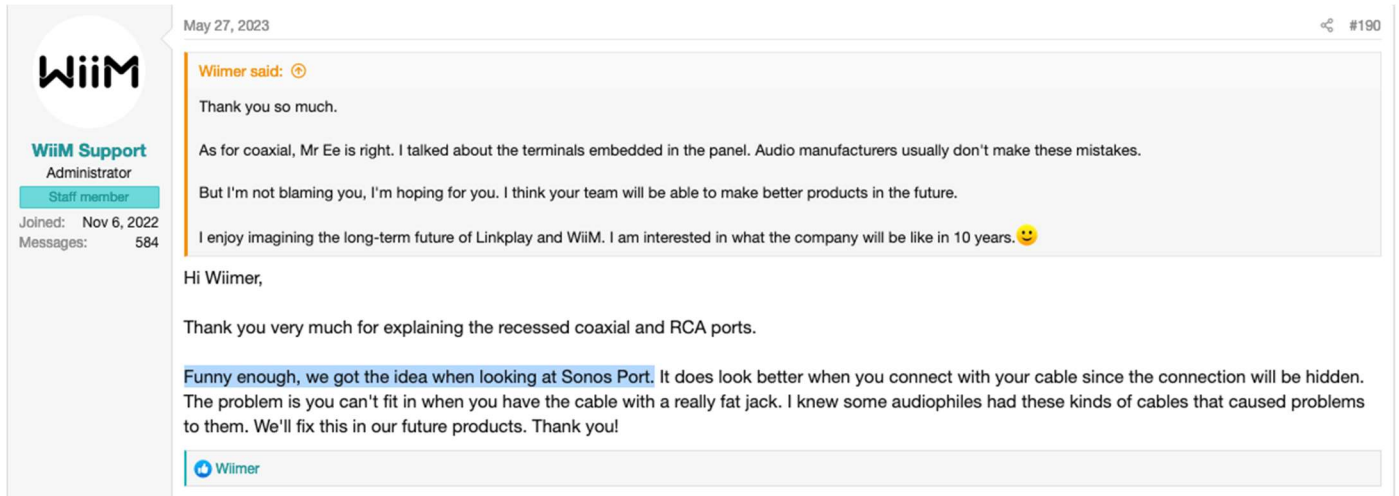 WiiM
WiiM Support
Administrator
Staff member
Joined: Nov 6, 2022
Messages: 584
May 27, 2023
#190
Wiimer said:
Thank you so much.
As for coaxial, Mr Ee is right. I talked about the terminals embedded in the panel. Audio manufacturers usually don't make these mistakes.
But I'm not blaming you, I'm hoping for you. I think your team will be able to make better products in the future.
I enjoy imagining the long-term future of Linkplay and WiiM. I am interested in what the company will be like in 10 years.
Hi Wiimer,
Thank you very much for explaining the recessed coaxial and RCA ports.
Funny enough, we got the idea when looking at Sonos Port. It does look better when you connect with your cable since the connection will be hidden.
The problem is you can't fit in when you have the cable with a really fat jack. I knew some audiophiles had these kinds of cables that caused problems
to them. We'll fix this in our future products. Thank you!
Wiimer